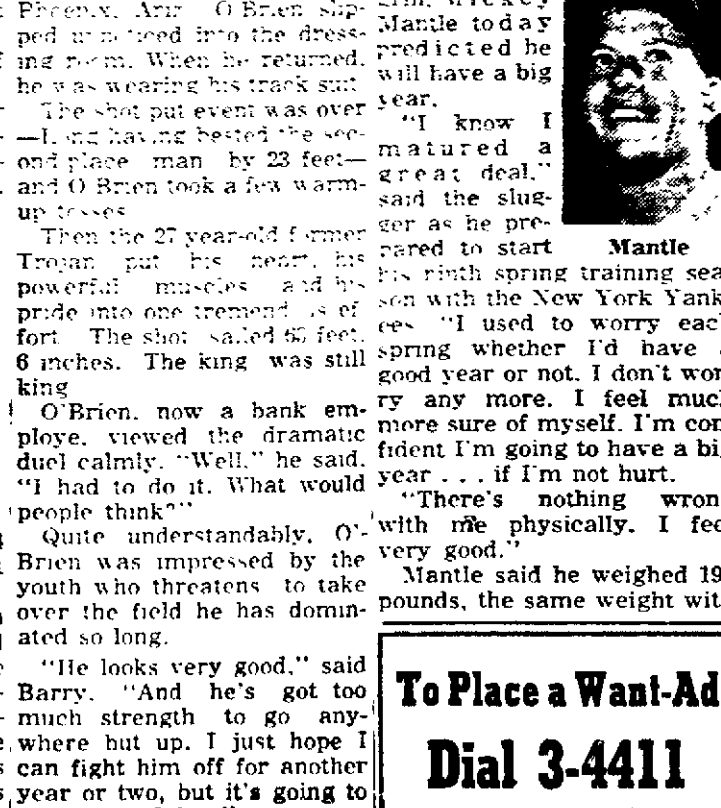 Phoenix, Ariz. O'Brien slip-
ped unnoticed into the dress-
ing room. When he returned,
he was wearing his track suit.
The shot put event was over
—Long having bested the sec-
ond place man by 23 feet—
and O'Brien took a few warm-
up tosses
Then the 27 year-old former
Trojan put his heart, his
powerful muscles and his
pride into one tremendous ef-
fort. The shot sailed feet,
6 inches. The king was still
king
O'Brien, now a bank em-
ploye, viewed the dramatic
duel calmly. "Well," he said,
"I had to do it. What would
people think?"
Quite understandably, O'-
Brien was impressed by the
youth who threatens to take
over the field he has domin-
ated so long.
"He looks very good," said
Barry. "And he's got too
much strength to go any-
where but up. I just hope I
can fight him off for another
year or two, but it's going to
Mickey
Mantle today
predicted he
will have a big
year.
"I know I
matured a
great deal,"
said the slug-
ger as he pre-
pared to start
Mantle
his ninth spring training sea
son with the New York Yank
ees "I used to worry eac
spring whether I'd have
good year or not. I don't wor
ry any more. I feel muc
more sure of myself. I'm con
fident I'm going to have a bi
year . . . if I'm not hurt.
"There's nothing wron
with me physically. I fee
very good."
Mantle said he weighed 19
pounds, the same weight wit
To Place a Want-Ad
Dial 3-4411